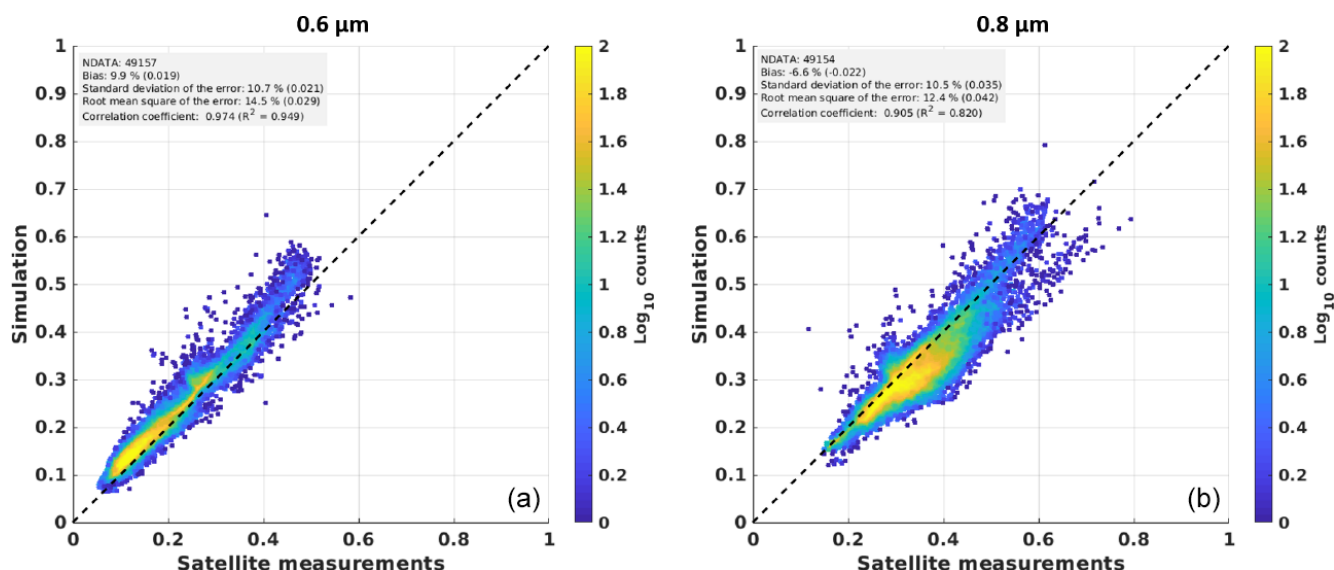 0.6 μm
NDATA: 49157
Bias: 9.9 % (0.019)
Standard deviation of the error: 10.7 % (0.021)
Root mean square of the error: 14.5 % (0.029)
Correlation coefficient: 0.974 (R² = 0.949)
1
0.9
0.8
0.7
0.6
0.5
0.4
0.3
0.2
0.1
0
Simulation
0
0.2
0.4
0.6
0.8
1
Satellite measurements
(a)
2
1.8
1.6
1.4
1.2
1
0.8
0.6
0.4
0.2
0
Log₁₀ counts
0.8 μm
NDATA: 49154
Bias: -6.6 % (-0.022)
Standard deviation of the error: 10.5 % (0.035)
Root mean square of the error: 12.4 % (0.042)
Correlation coefficient: 0.905 (R² = 0.820)
1
0.9
0.8
0.7
0.6
0.5
0.4
0.3
0.2
0.1
0
Simulation
0
0.2
0.4
0.6
0.8
1
Satellite measurements
(b)
2
1.8
1.6
1.4
1.2
1
0.8
0.6
0.4
0.2
0
Log₁₀ counts